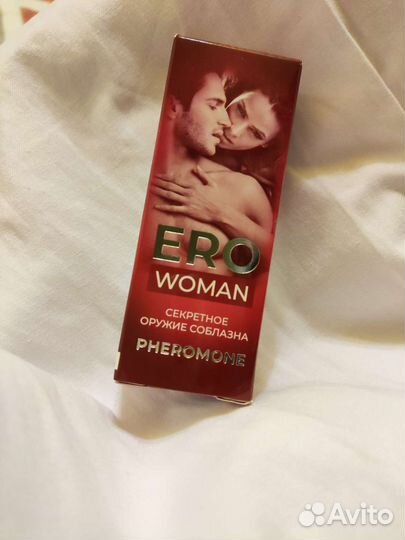 ERO
WOMAN
СЕКРЕТНОЕ
ОРУЖИЕ СОБЛАЗНА
PHEROMONE
Avito